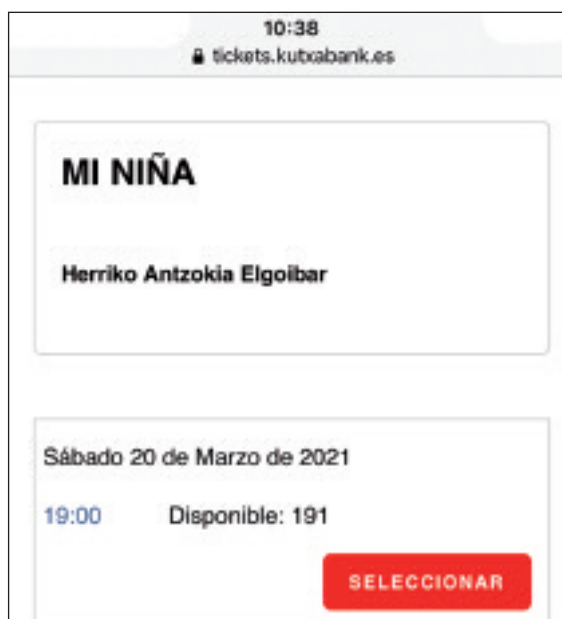 10:38
tickets.kutxabank.es
MI NIÑA
Herriko Antzokia Elgoibar
Sábado 20 de Marzo de 2021
19:00 Disponible: 191
SELECCIONAR